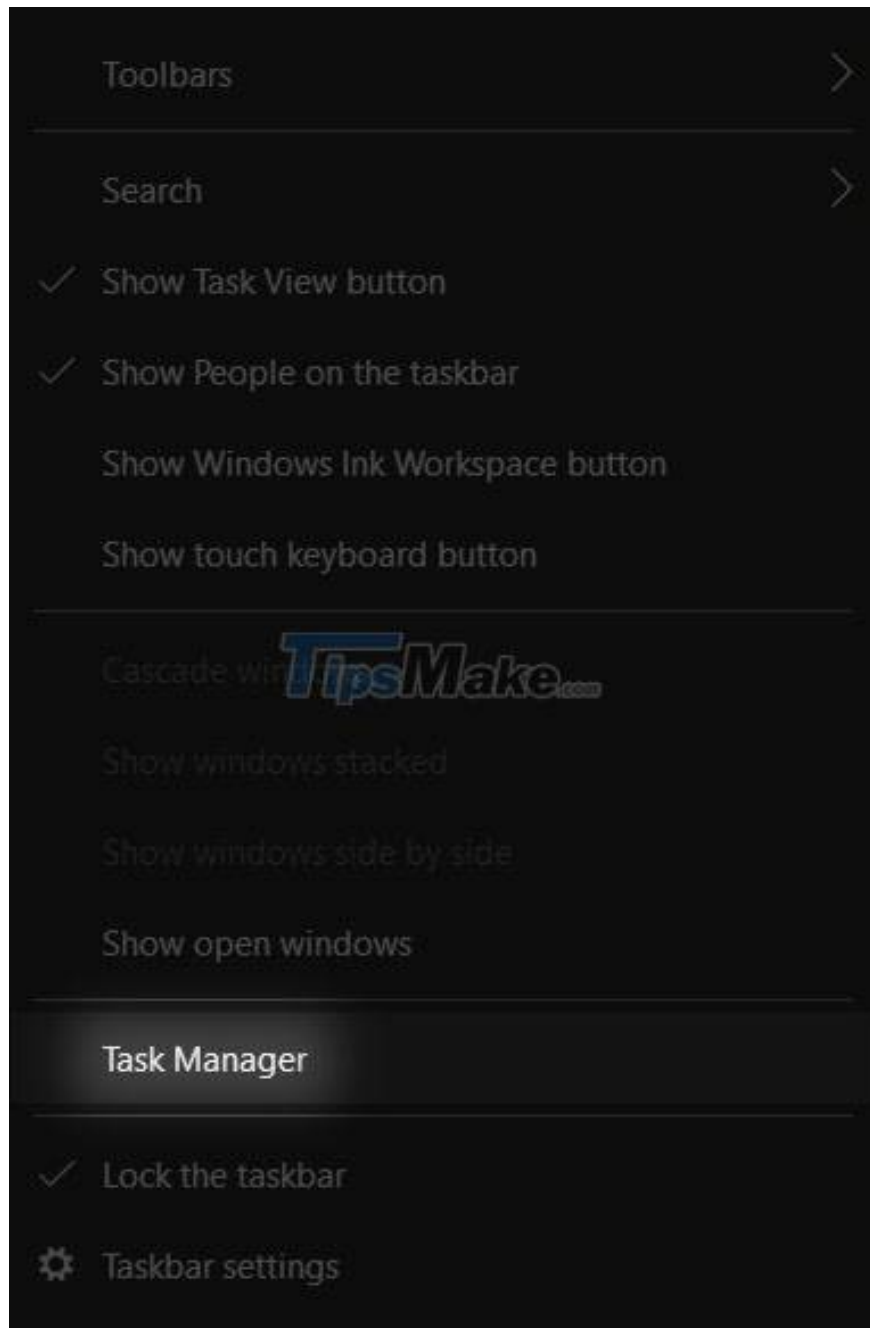 Toolbars
Search
Show Task View button
Show People on the taskbar
Show Windows Ink Workspace button
Show touch keyboard button
Cascade win
TipsMake.com
Show windows stacked
Show windows side by side
Show open windows
Task Manager
Lock the taskbar
Taskbar settings